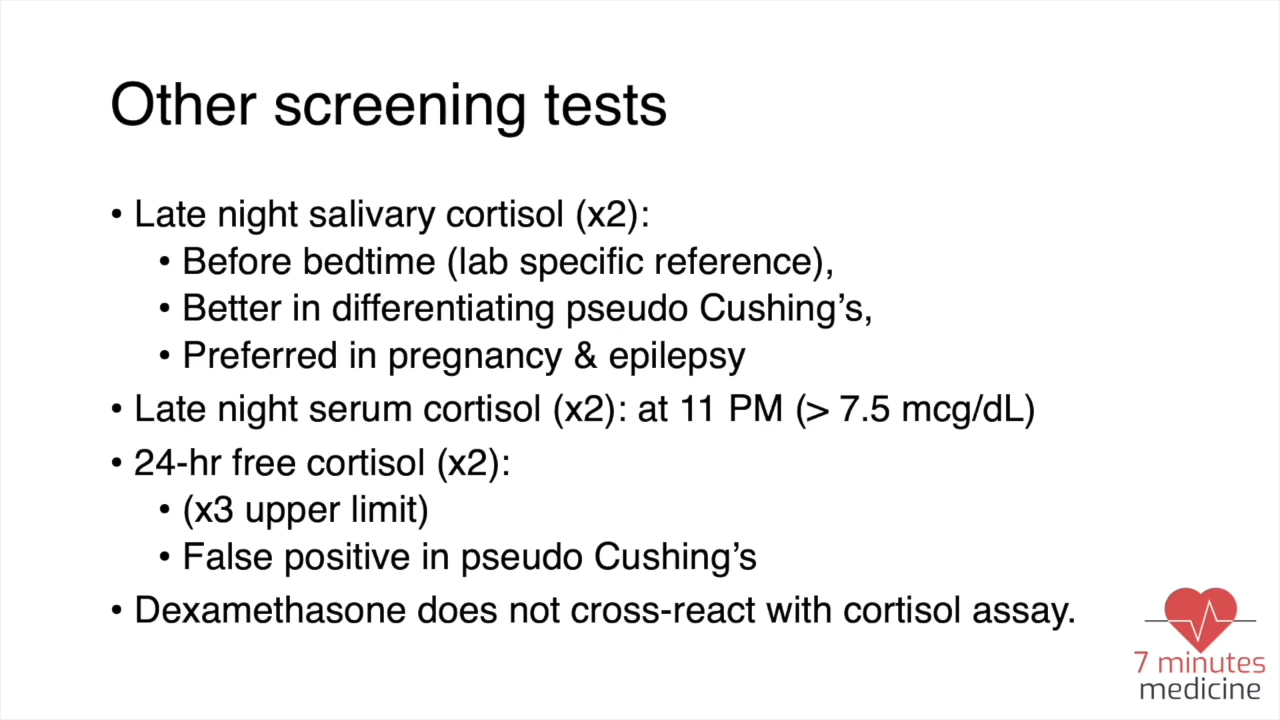 Other screening tests
• Late night salivary cortisol (x2):
• Before bedtime (lab specific reference),
• Better in differentiating pseudo Cushing’s,
• Preferred in pregnancy & epilepsy
• Late night serum cortisol (x2): at 11 PM (> 7.5 mcg/dL)
• 24-hr free cortisol (x2):
• (x3 upper limit)
• False positive in pseudo Cushing’s
• Dexamethasone does not cross-react with cortisol assay.
7 minutes
medicine